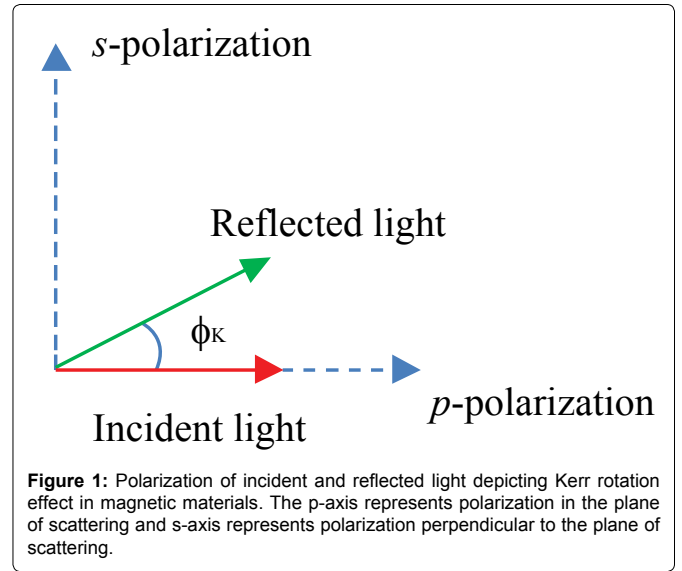 s-polarization
Reflected light
ϕK
p-polarization
Incident light
Figure 1: Polarization of incident and reflected light depicting Kerr rotation
effect in magnetic materials. The p-axis represents polarization in the plane
of scattering and s-axis represents polarization perpendicular to the plane of
scattering.